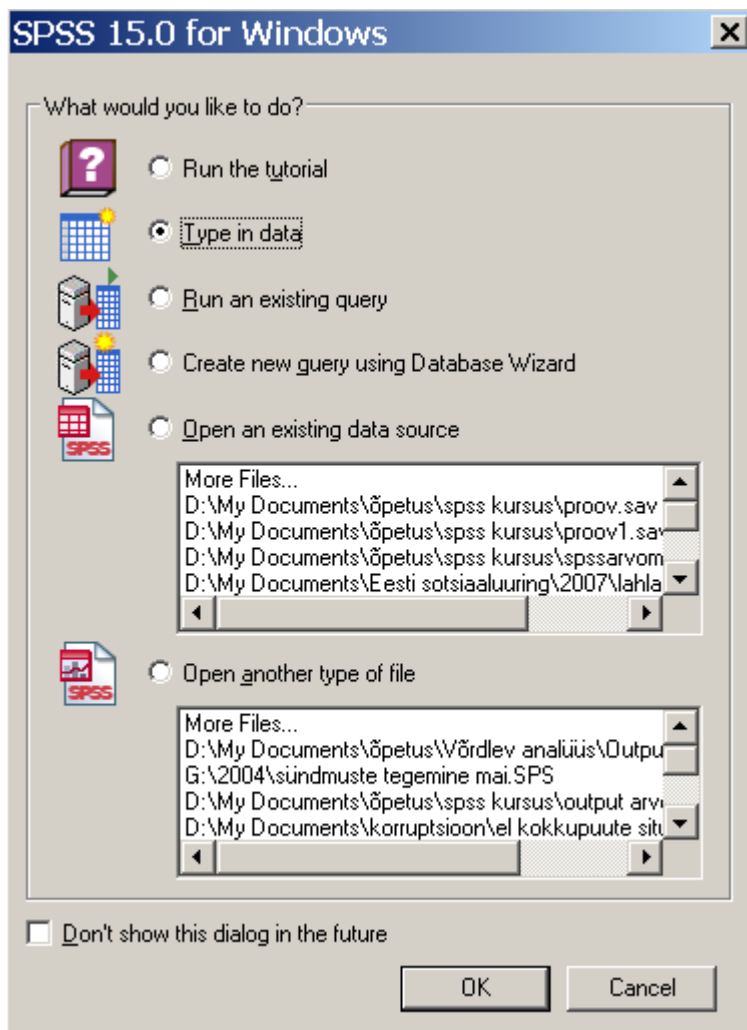 SPSS 15.0 for Windows
What would you like to do?
Run the tutorial
Type in data
Run an existing query
Create new query using Database Wizard
SPSS
Open an existing data source
More Files...
D:\My Documents\õpetus\spss kursus\proov.sav
D:\My Documents\õpetus\spss kursus\proov1.sav
D:\My Documents\õpetus\spss kursus\spssarvom
D:\My Documents\Eesti sotsiaaluuring\2007\lahla
SPSS
Open another type of file
More Files...
D:\My Documents\õpetus\Võrdlev analüüs\Outpu
G:\2004\sündmuste tegemine mai.SPS
D:\My Documents\õpetus\spss kursus\output arv
D:\My Documents\korruptsioon\el kokkupuute situ
Don't show this dialog in the future
OK
Cancel